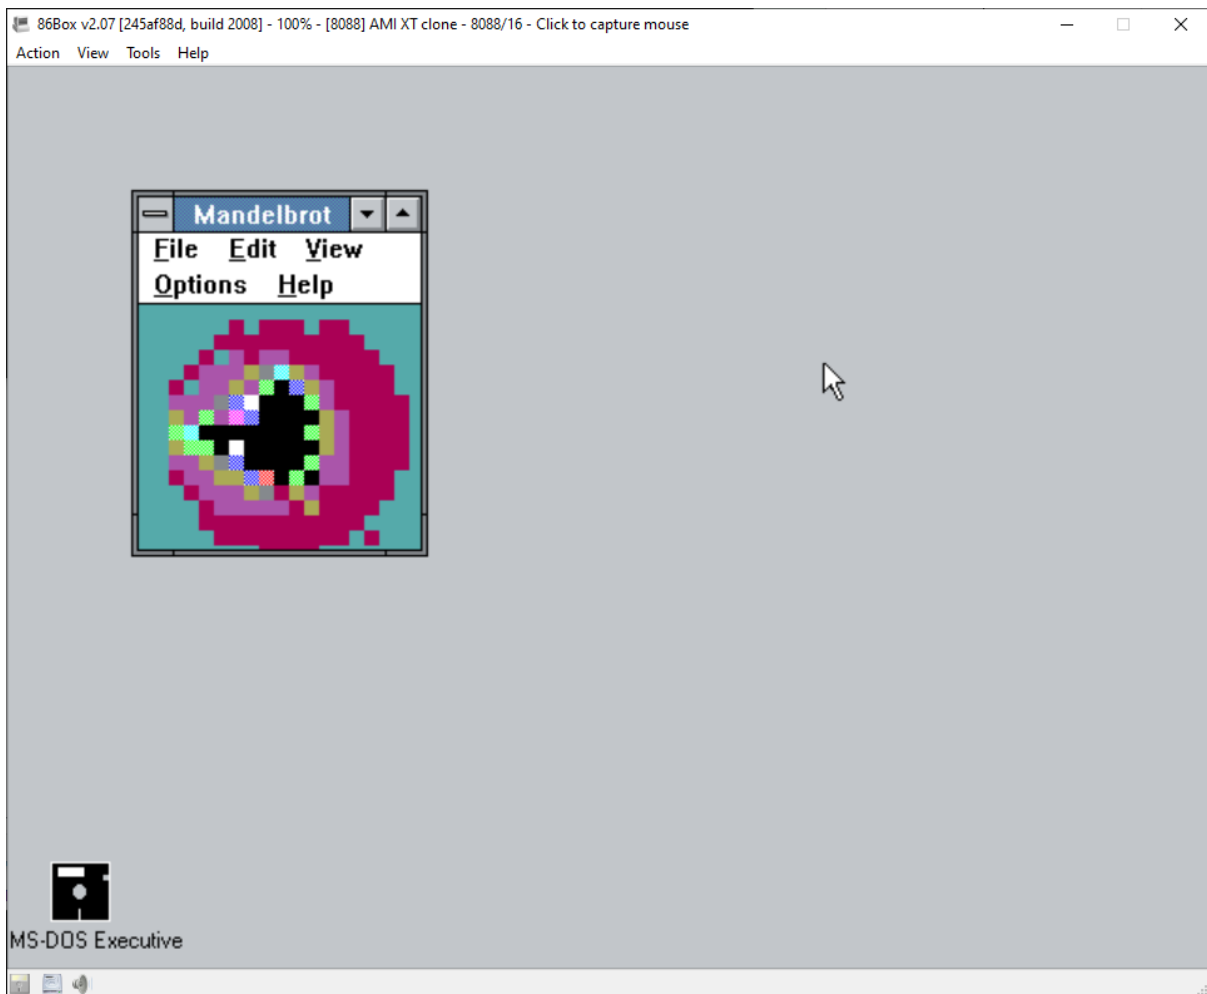 86Box v2.07 [245af88d, build 2008] - 100% - [8088] AMI XT clone - 8088/16 - Click to capture mouse
Action View Tools Help
Mandelbrot
File Edit View
Options Help
MS-DOS Executive